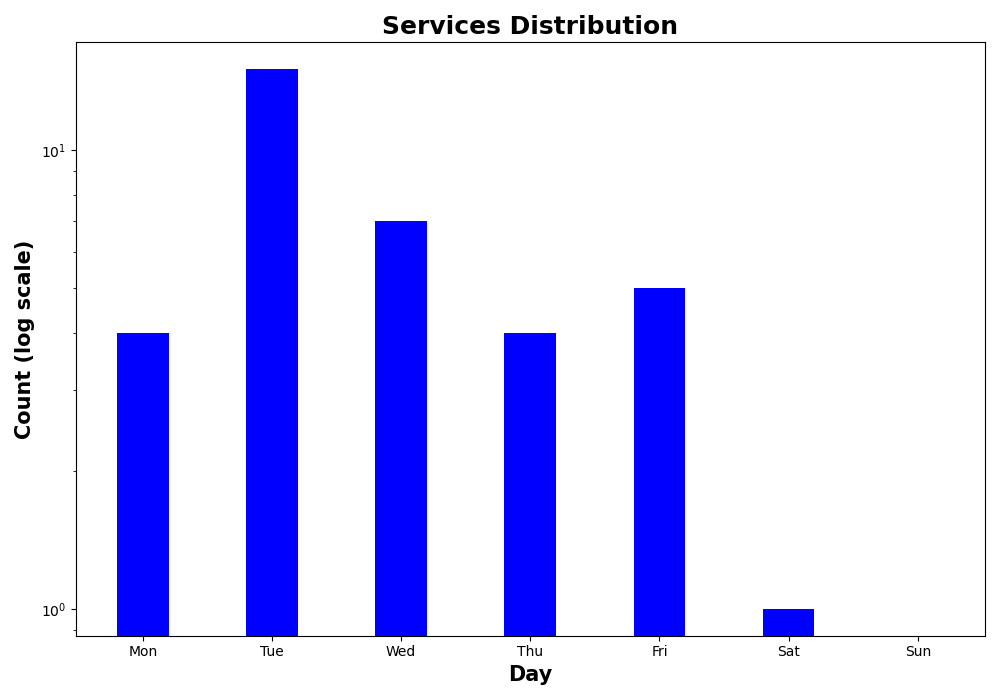 Services Distribution
Count (log scale)
10¹
10⁰
Mon Tue Wed Thu Fri Sat Sun
Day